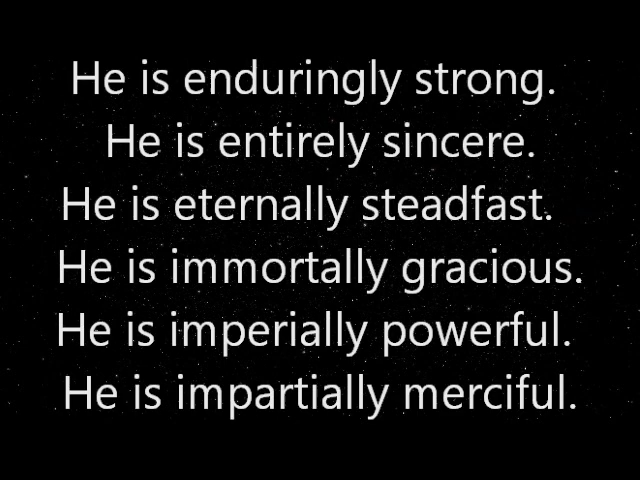 He is enduringly strong.
He is entirely sincere.
He is eternally steadfast.
He is immortally gracious.
He is imperially powerful.
He is impartially merciful.